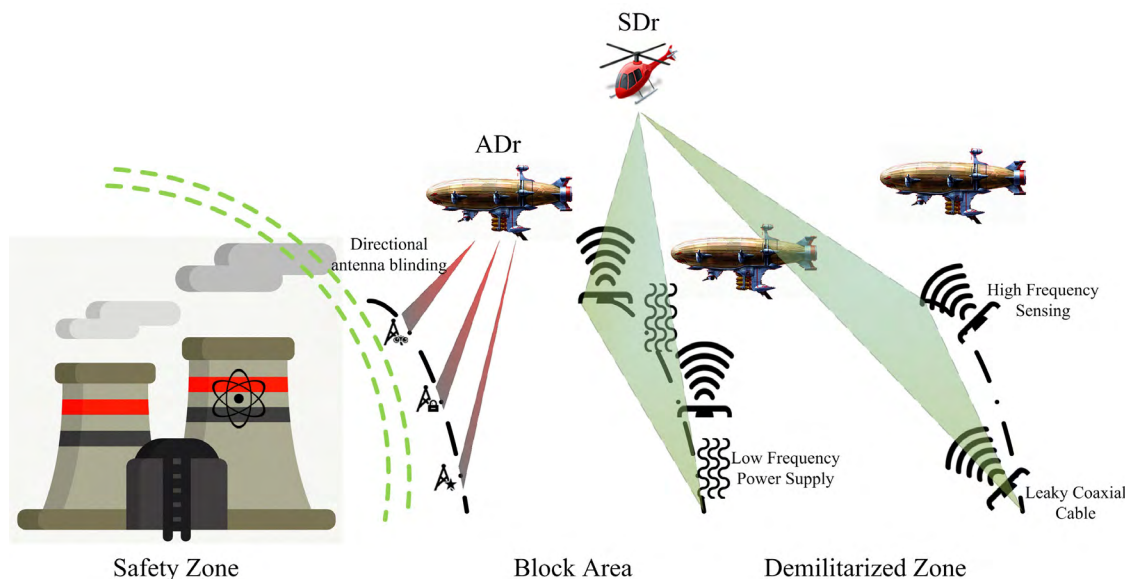 SDr
ADr
Directional
antenna blinding
High Frequency
Sensing
Low Frequency
Power Supply
Leaky Coaxial
Cable
Safety Zone
Block Area
Demilitarized Zone